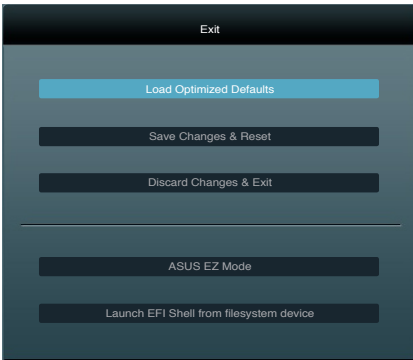 Exit
Load Optimized Defaults
Save Changes & Reset
Discard Changes & Exit
ASUS EZ Mode
Launch EFI Shell from filesystem device